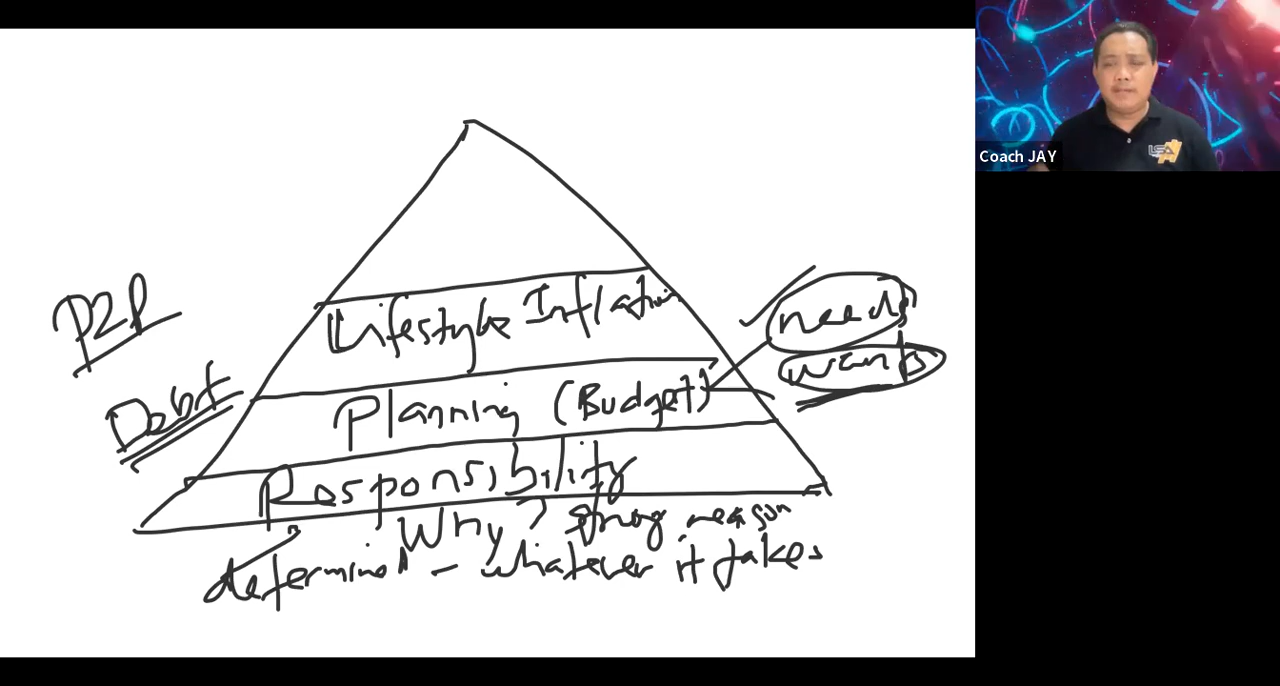 Coach JAY
P2P
Debt
Lifestyle Inflation
needs
wants
Planning (Budget)
Responsibility
Why? strong reason
determined - whatever it takes